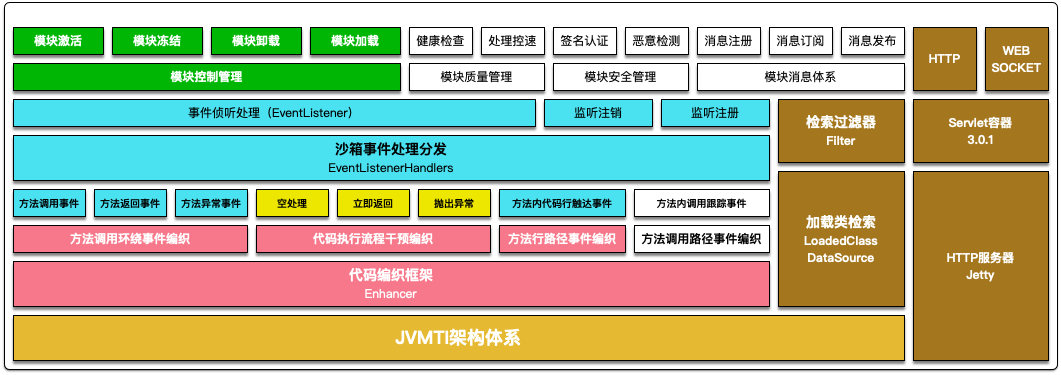 模块激活
模块冻结
模块卸载
模块加载
健康检查
处理控速
签名认证
恶意检测
消息注册
消息订阅
消息发布
HTTP
WEB
SOCKET
模块控制管理
模块质量管理
模块安全管理
模块消息体系
事件侦听处理（EventListener）
监听注销
监听注册
检索过滤器
Filter
Servlet容器
3.0.1
沙箱事件处理分发
EventListenerHandlers
方法调用事件
方法返回事件
方法异常事件
空处理
立即返回
抛出异常
方法内代码行触达事件
方法内调用跟踪事件
加载类检索
LoadedClass
DataSource
HTTP服务器
Jetty
方法调用环绕事件编织
代码执行流程干预编织
方法行路径事件编织
方法调用路径事件编织
代码编织框架
Enhancer
JVMTI架构体系